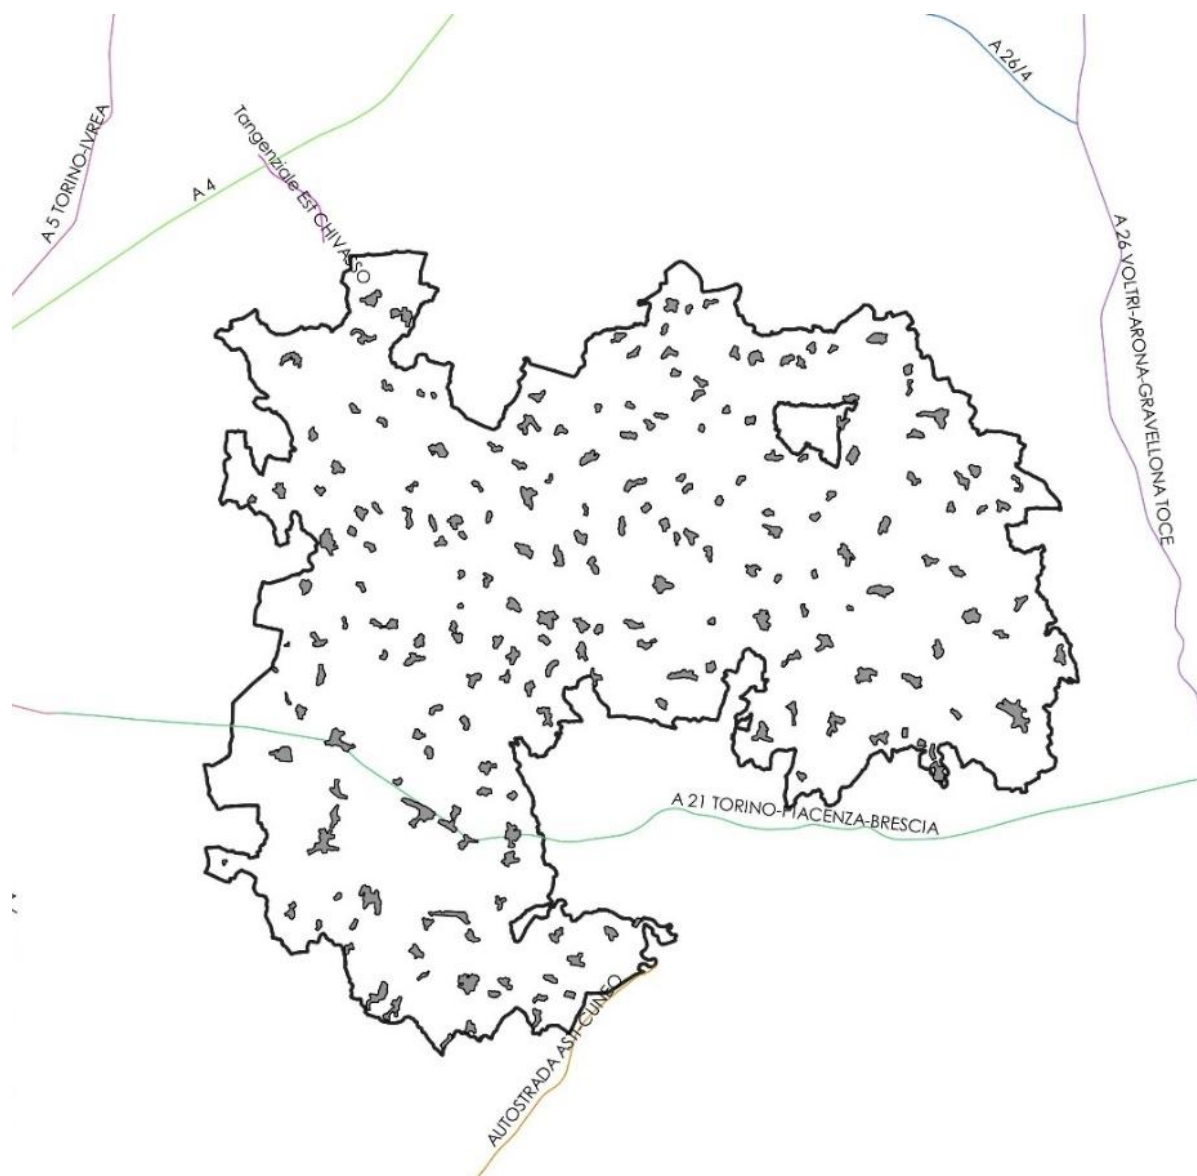 A 26/4
A 5 TORINO-IVREA
Tangenziale Est CHIVASSO
A 4
A 26 VOLTRI-ARONA-GRAVELLONA TOCE
A 21 TORINO-PIACENZA-BRESCIA
AUTOSTRADA ASTI-CUNEO